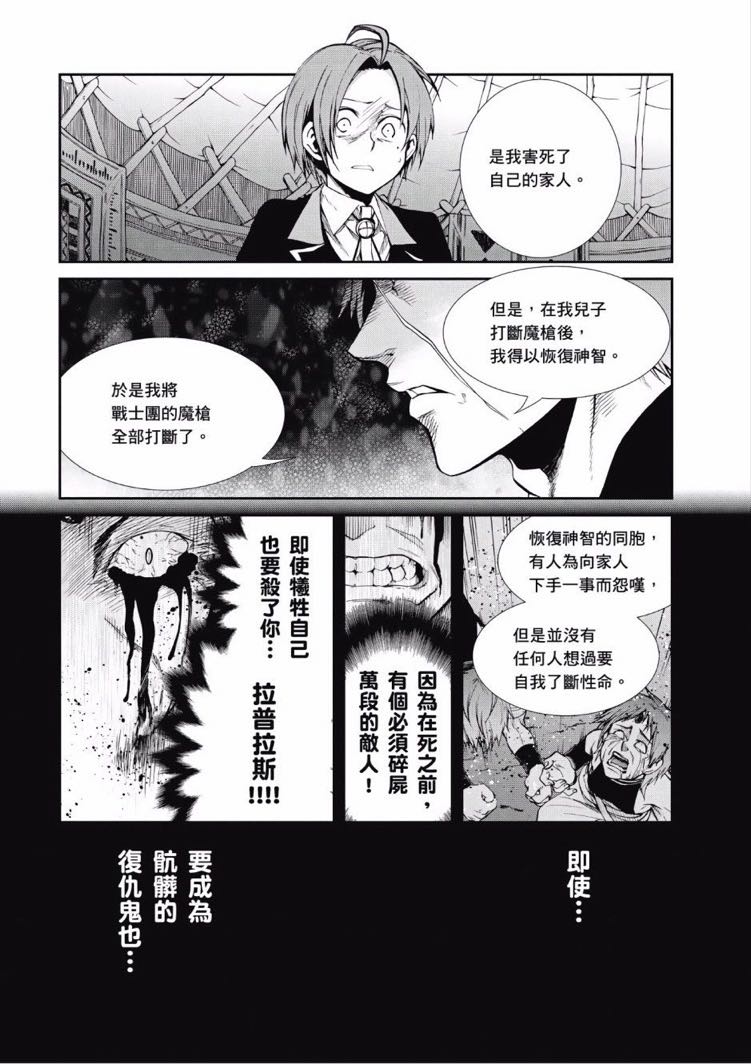 是我害死了
自己的家人。
但是，在我兒子
打斷魔槍後，
我得以恢復神智。
於是我將
戰士團的魔槍
全部打斷了。
恢復神智的同胞，
有人為向家人
下手一事而怨嘆，
但是並沒有
任何人想過要
自我了斷性命。
因為在死之前，
有個必須碎屍
萬段的敵人！
即使犧牲自己
也要殺了你…
拉普拉斯!!!!
即使…
要成為
骯髒的
復仇鬼也…